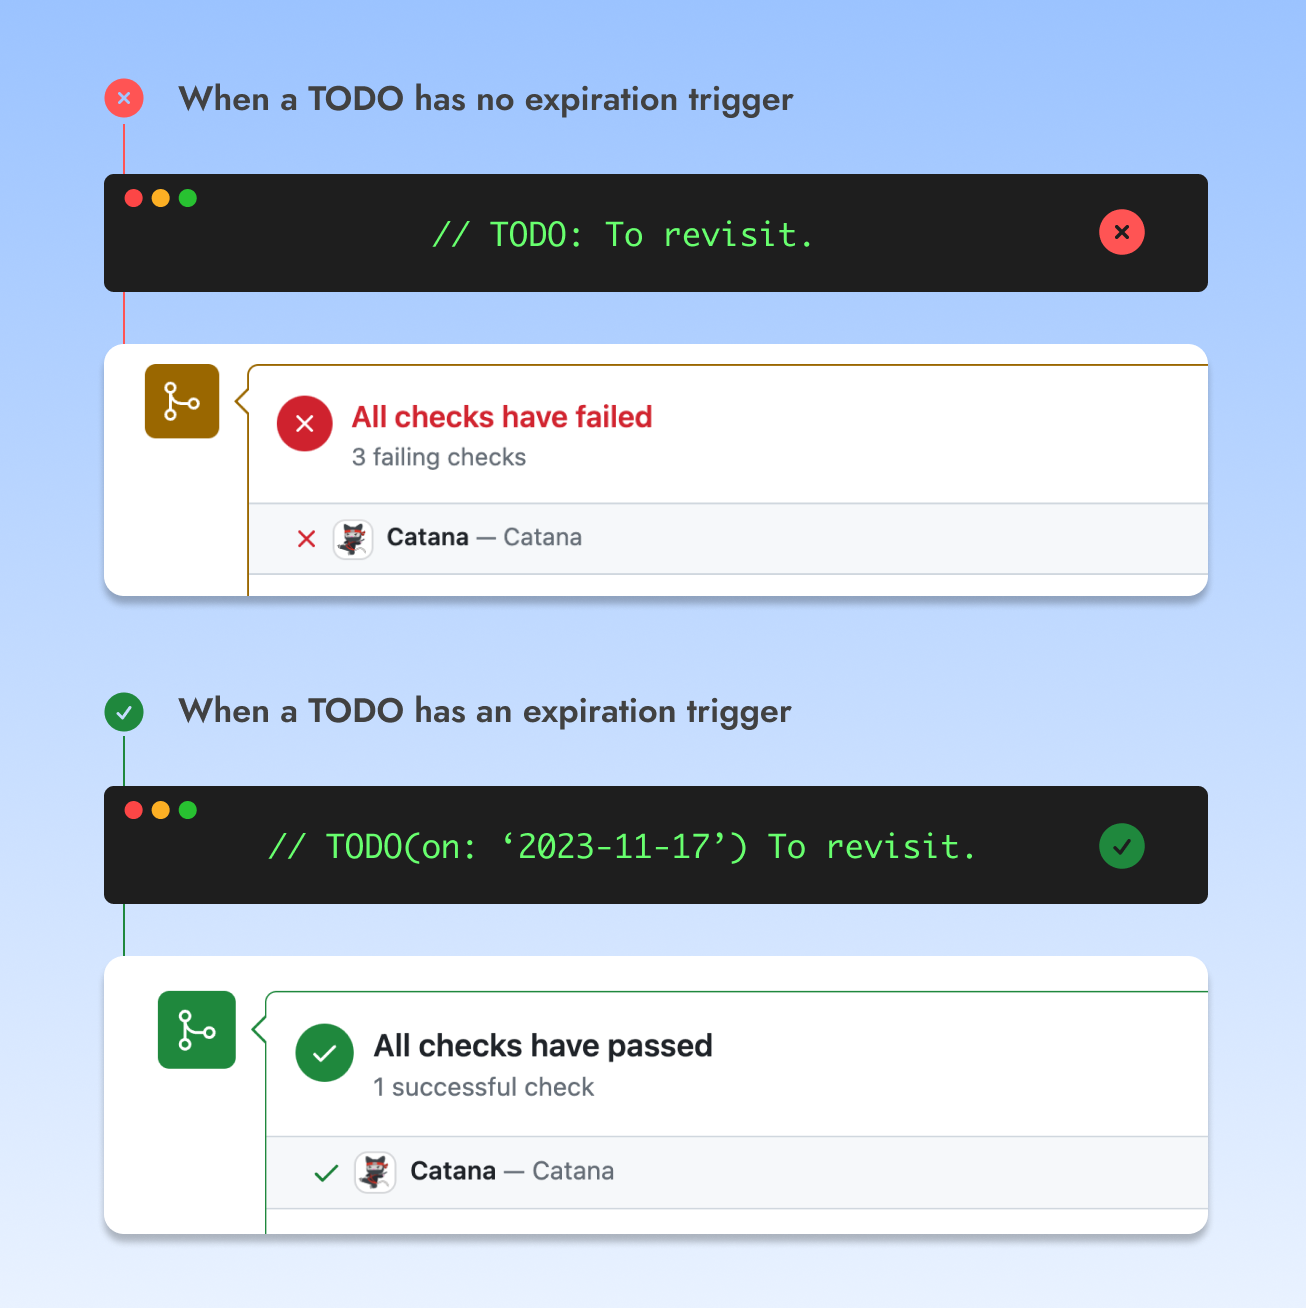 When a TODO has no expiration trigger
// TODO: To revisit.
All checks have failed
3 failing checks
Catana — Catana
When a TODO has an expiration trigger
// TODO(on: ‘2023-11-17’) To revisit.
All checks have passed
1 successful check
Catana — Catana